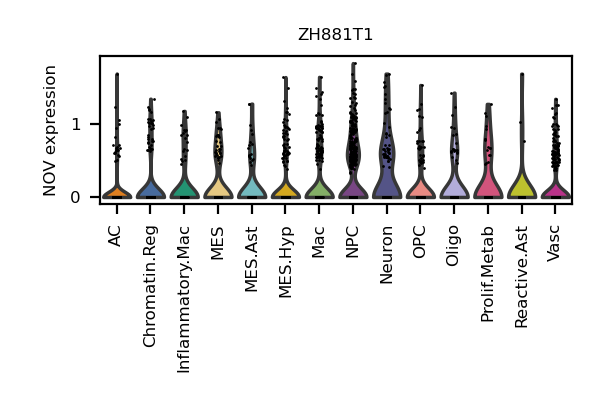 ZH881T1
NOV expression
1
0
AC
Chromatin.Reg
Inflammatory.Mac
MES
MES.Ast
MES.Hyp
Mac
NPC
Neuron
OPC
Oligo
Prolif.Metab
Reactive.Ast
Vasc